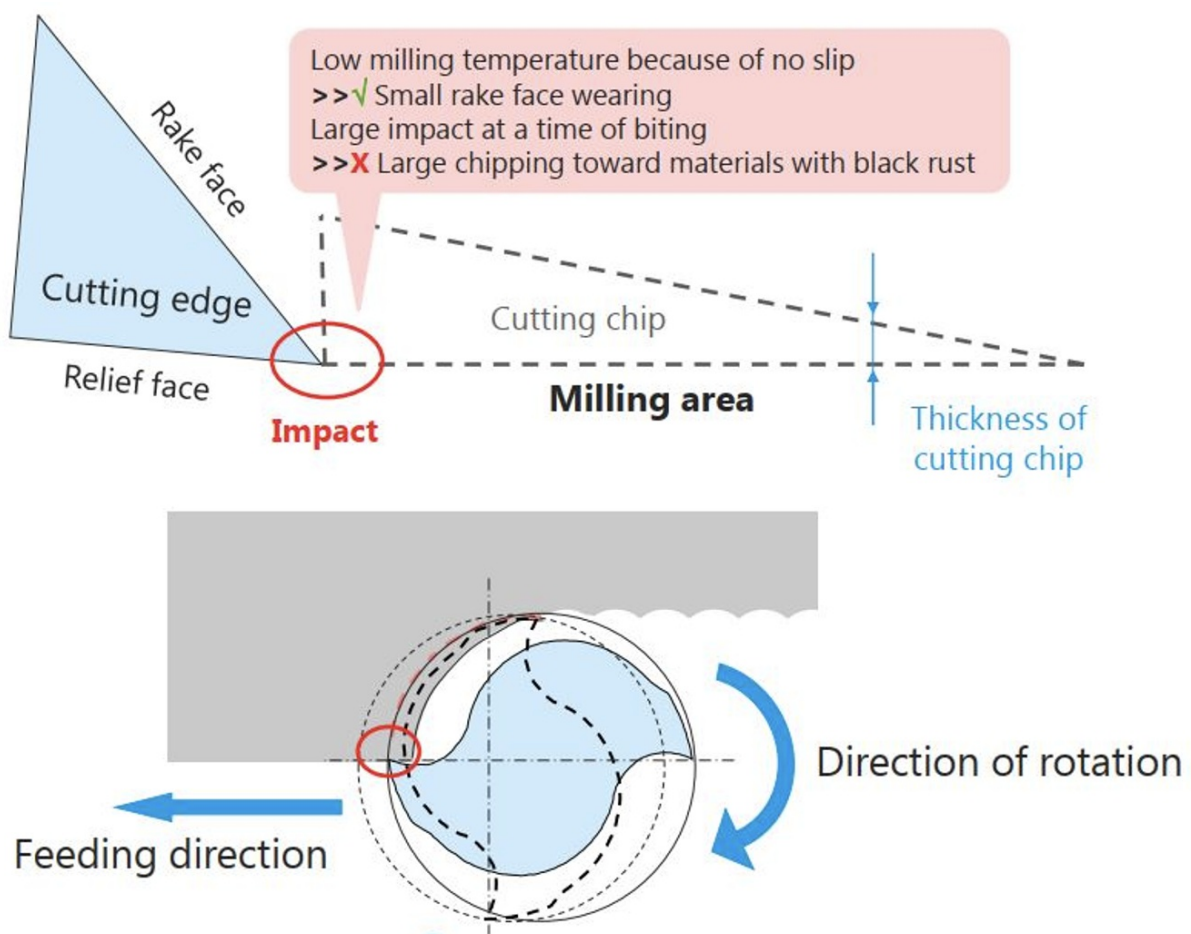 Low milling temperature because of no slip
>>√ Small rake face wearing
Large impact at a time of biting
>>X Large chipping toward materials with black rust
Rake face
Cutting edge
Relief face
Impact
Cutting chip
Milling area
Thickness of
cutting chip
Direction of rotation
Feeding direction